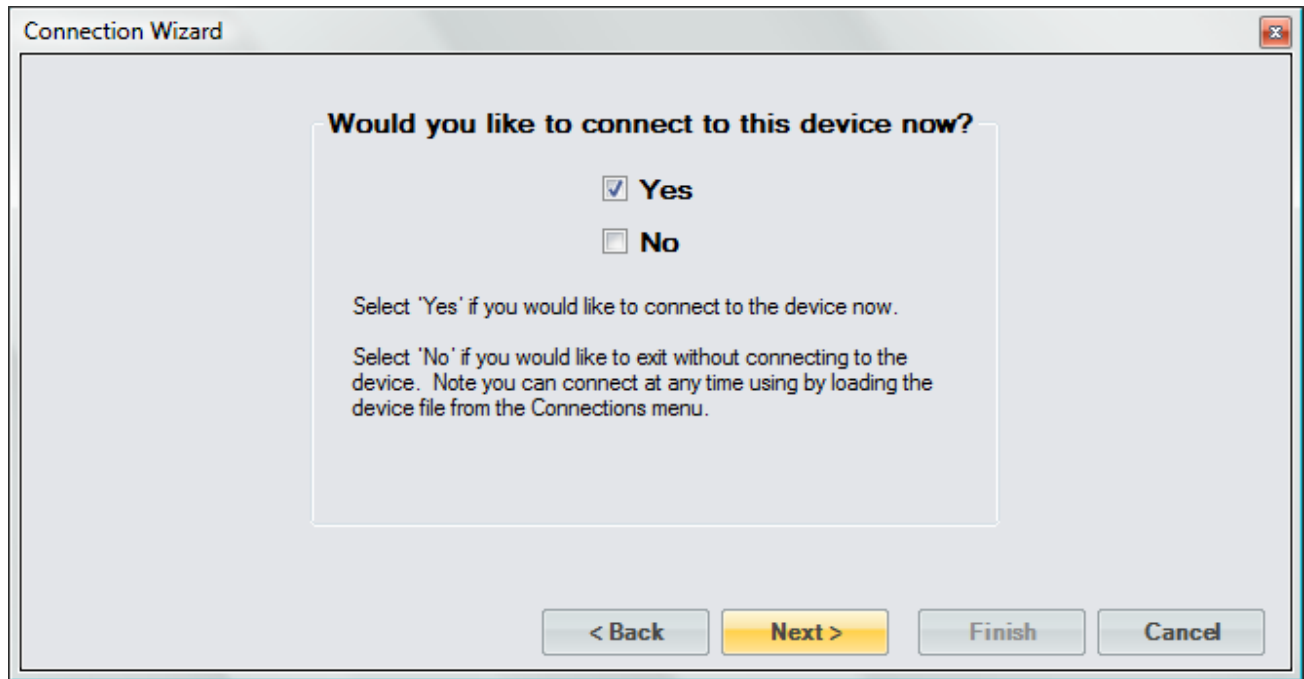 Connection Wizard
Would you like to connect to this device now?
Yes
No
Select 'Yes' if you would like to connect to the device now.
Select 'No' if you would like to exit without connecting to the
device.  Note you can connect at any time using by loading the
device file from the Connections menu.
< Back Next > Finish Cancel